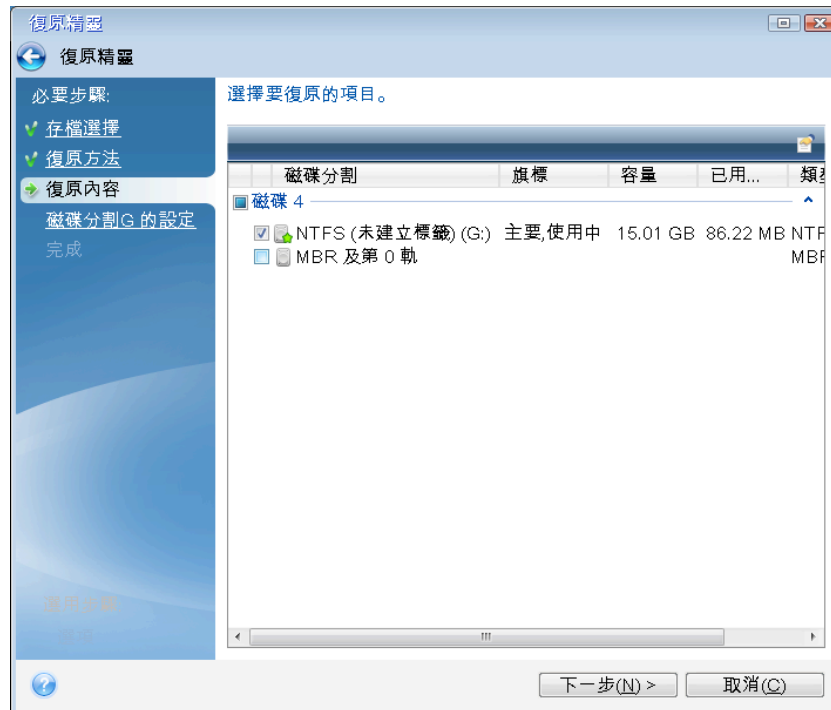 復原精靈
復原精靈
必要步驟:
存檔選擇
復原方法
復原內容
磁碟分割G 的設定
完成
選擇要復原的項目。
磁碟分割 旗標 容量 已用...
磁碟 4
NTFS (未建立標籤) (G:) 主要,使用中 15.01 GB 86.22 MB NTF
MBR 及第 0 軌
下一步(N) >
取消(C)